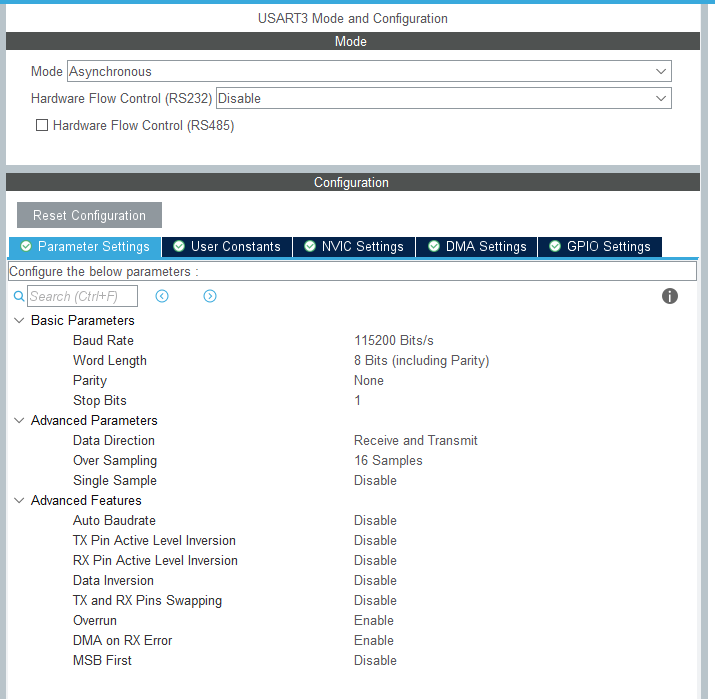 USART3 Mode and Configuration
Mode
Mode Asynchronous
Hardware Flow Control (RS232) Disable
Hardware Flow Control (RS485)
Configuration
Reset Configuration
Parameter Settings User Constants NVIC Settings DMA Settings GPIO Settings
Configure the below parameters :
Search (Ctrl+F)
Basic Parameters
Baud Rate 115200 Bits/s
Word Length 8 Bits (including Parity)
Parity None
Stop Bits 1
Advanced Parameters
Data Direction Receive and Transmit
Over Sampling 16 Samples
Single Sample Disable
Advanced Features
Auto Baudrate Disable
TX Pin Active Level Inversion Disable
RX Pin Active Level Inversion Disable
Data Inversion Disable
TX and RX Pins Swapping Disable
Overrun Enable
DMA on RX Error Enable
MSB First Disable